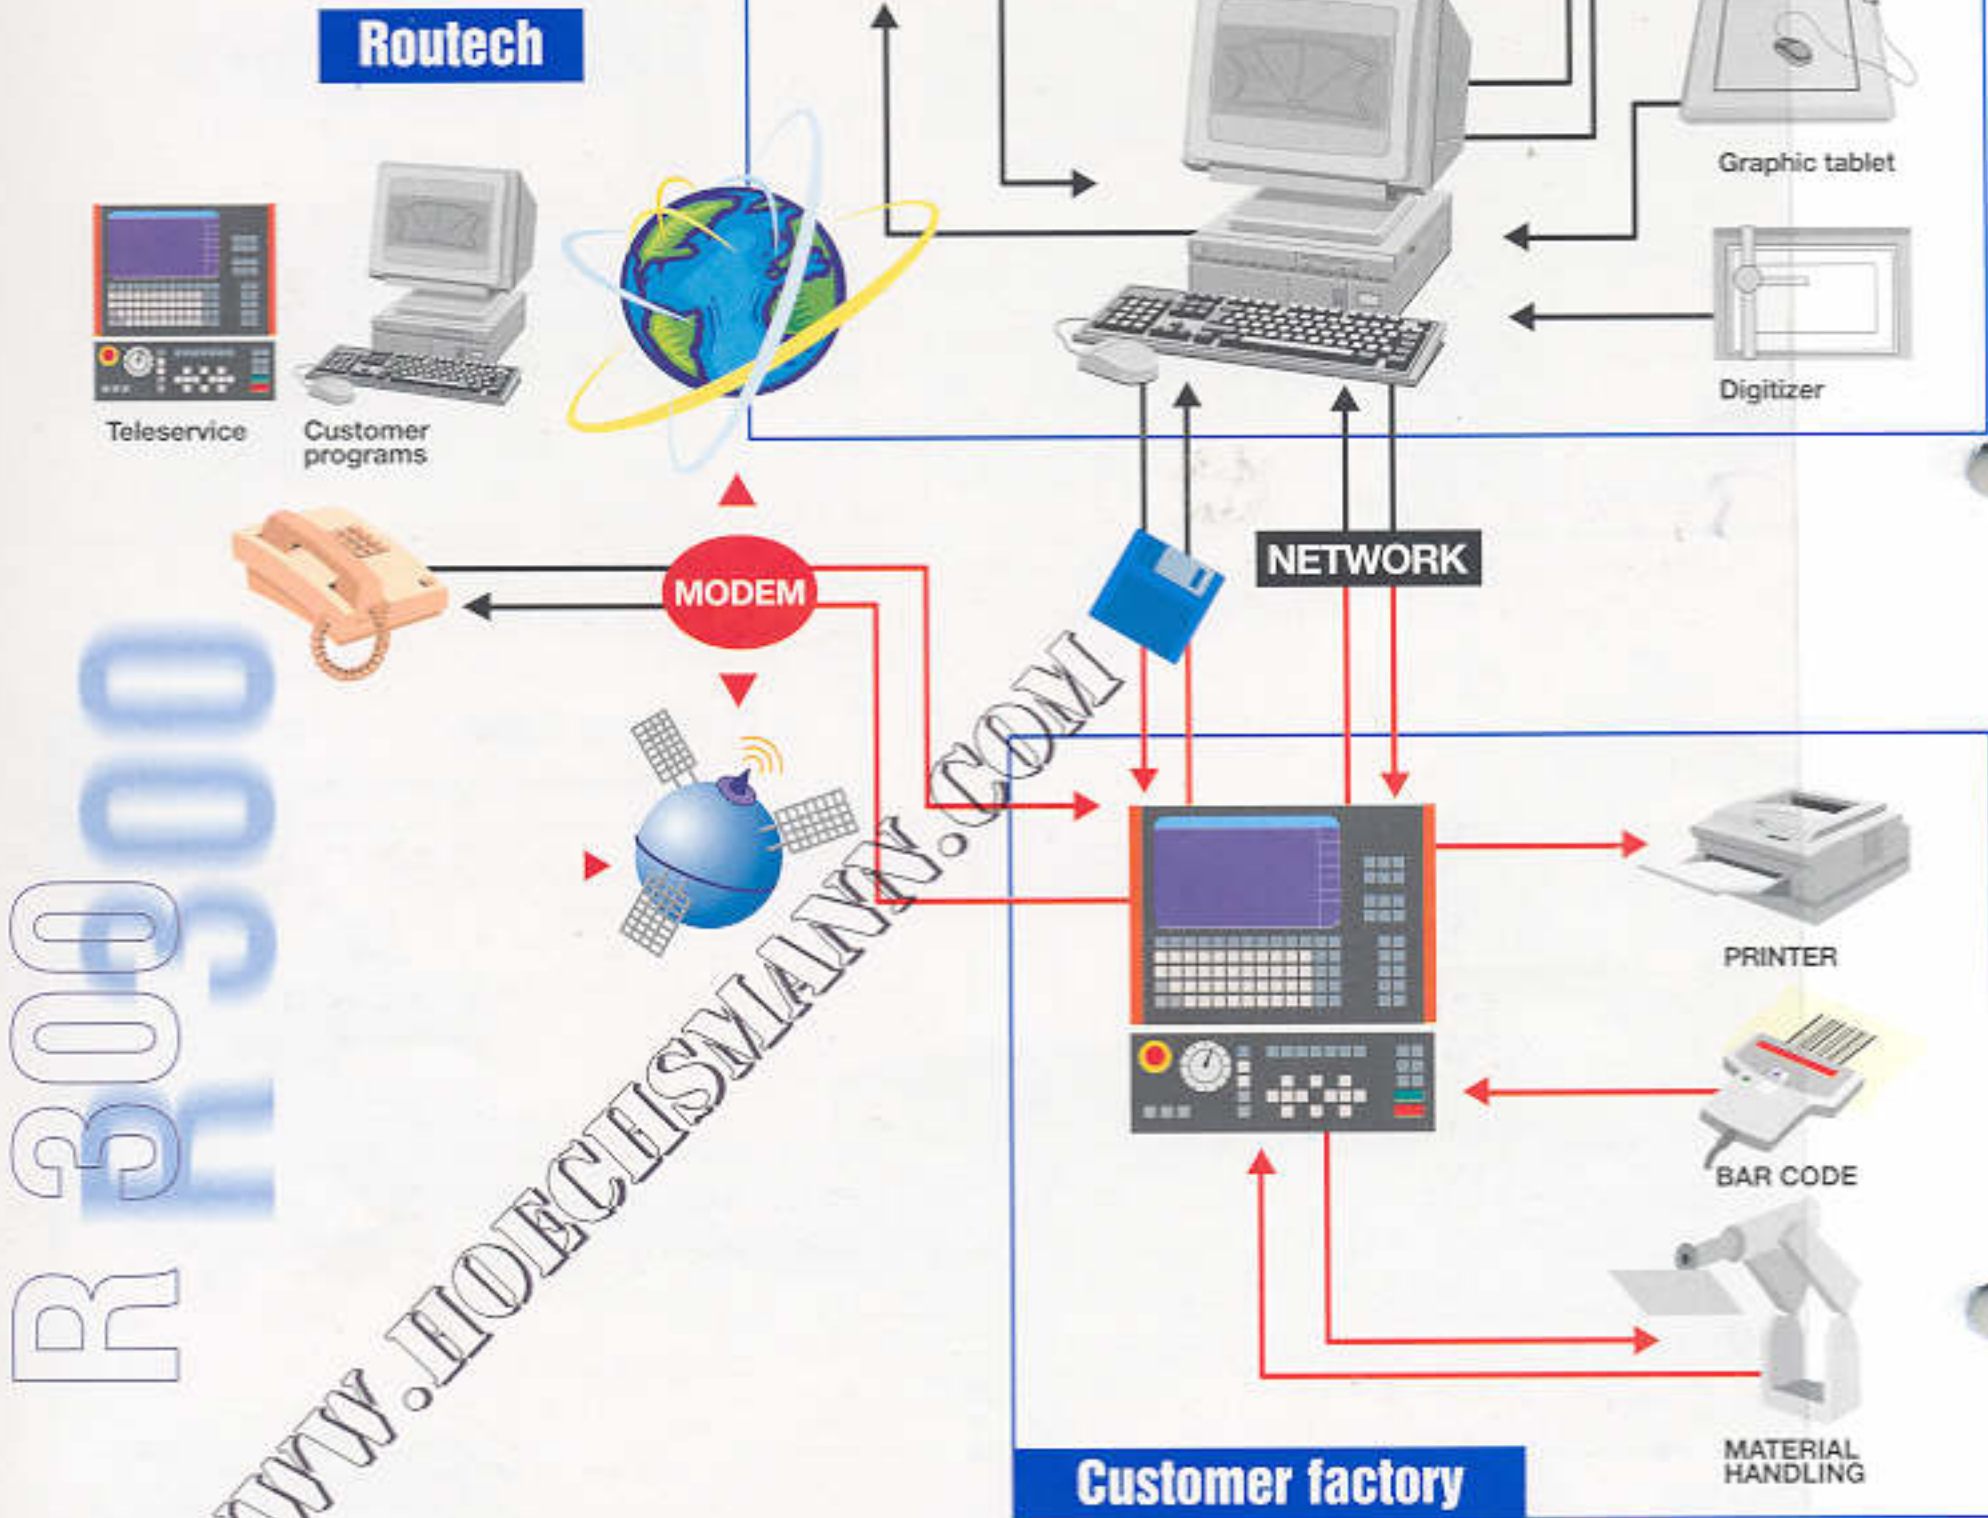 Routech
Graphic tablet
Digitizer
Teleservice
Customer
programs
NETWORK
MODEM
R 300
R 300
PRINTER
BAR CODE
MATERIAL
HANDLING
Customer factory
WW.HOECHSMANN.COM